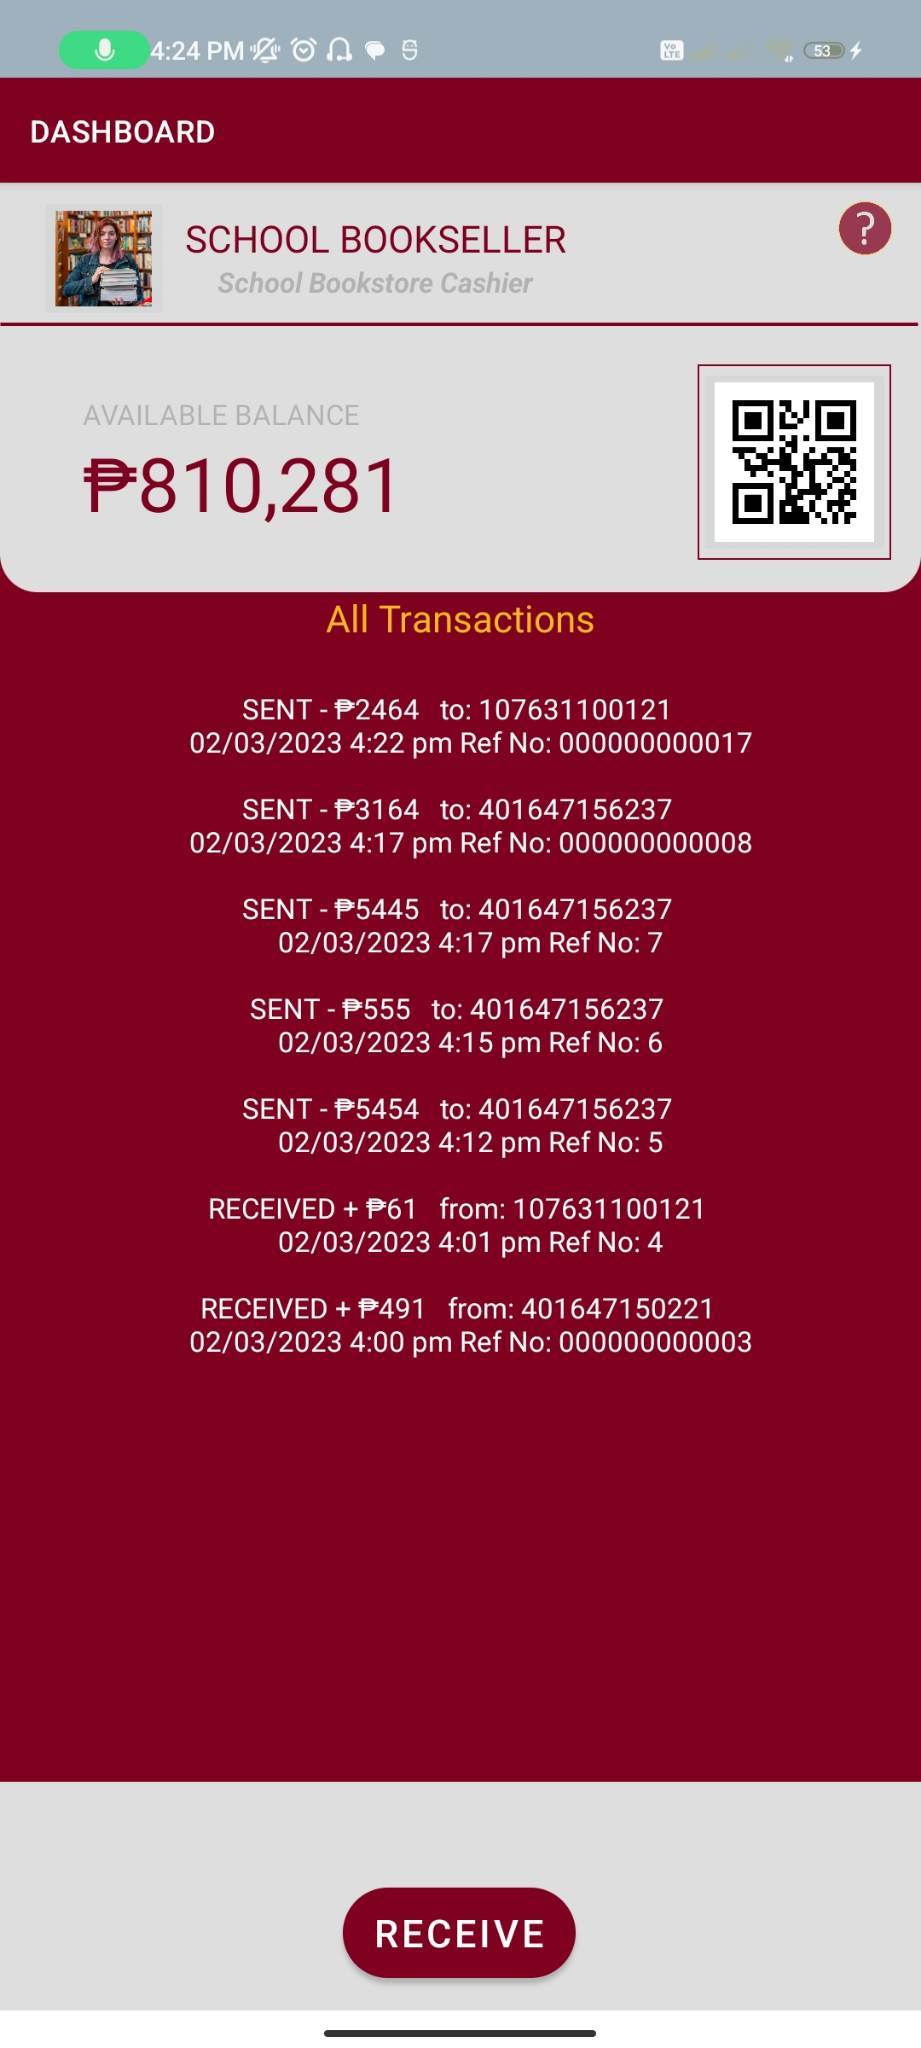 4:24 PM
Vo
LTE
53
DASHBOARD
SCHOOL BOOKSELLER
School Bookstore Cashier
?
AVAILABLE BALANCE
₱810,281
All Transactions
SENT - ₱2464 to: 107631100121
02/03/2023 4:22 pm Ref No: 000000000017
SENT - ₱3164 to: 401647156237
02/03/2023 4:17 pm Ref No: 000000000008
SENT - ₱5445 to: 401647156237
02/03/2023 4:17 pm Ref No: 7
SENT - ₱555 to: 401647156237
02/03/2023 4:15 pm Ref No: 6
SENT - ₱5454 to: 401647156237
02/03/2023 4:12 pm Ref No: 5
RECEIVED + ₱61 from: 107631100121
02/03/2023 4:01 pm Ref No: 4
RECEIVED + ₱491 from: 401647150221
02/03/2023 4:00 pm Ref No: 000000000003
RECEIVE